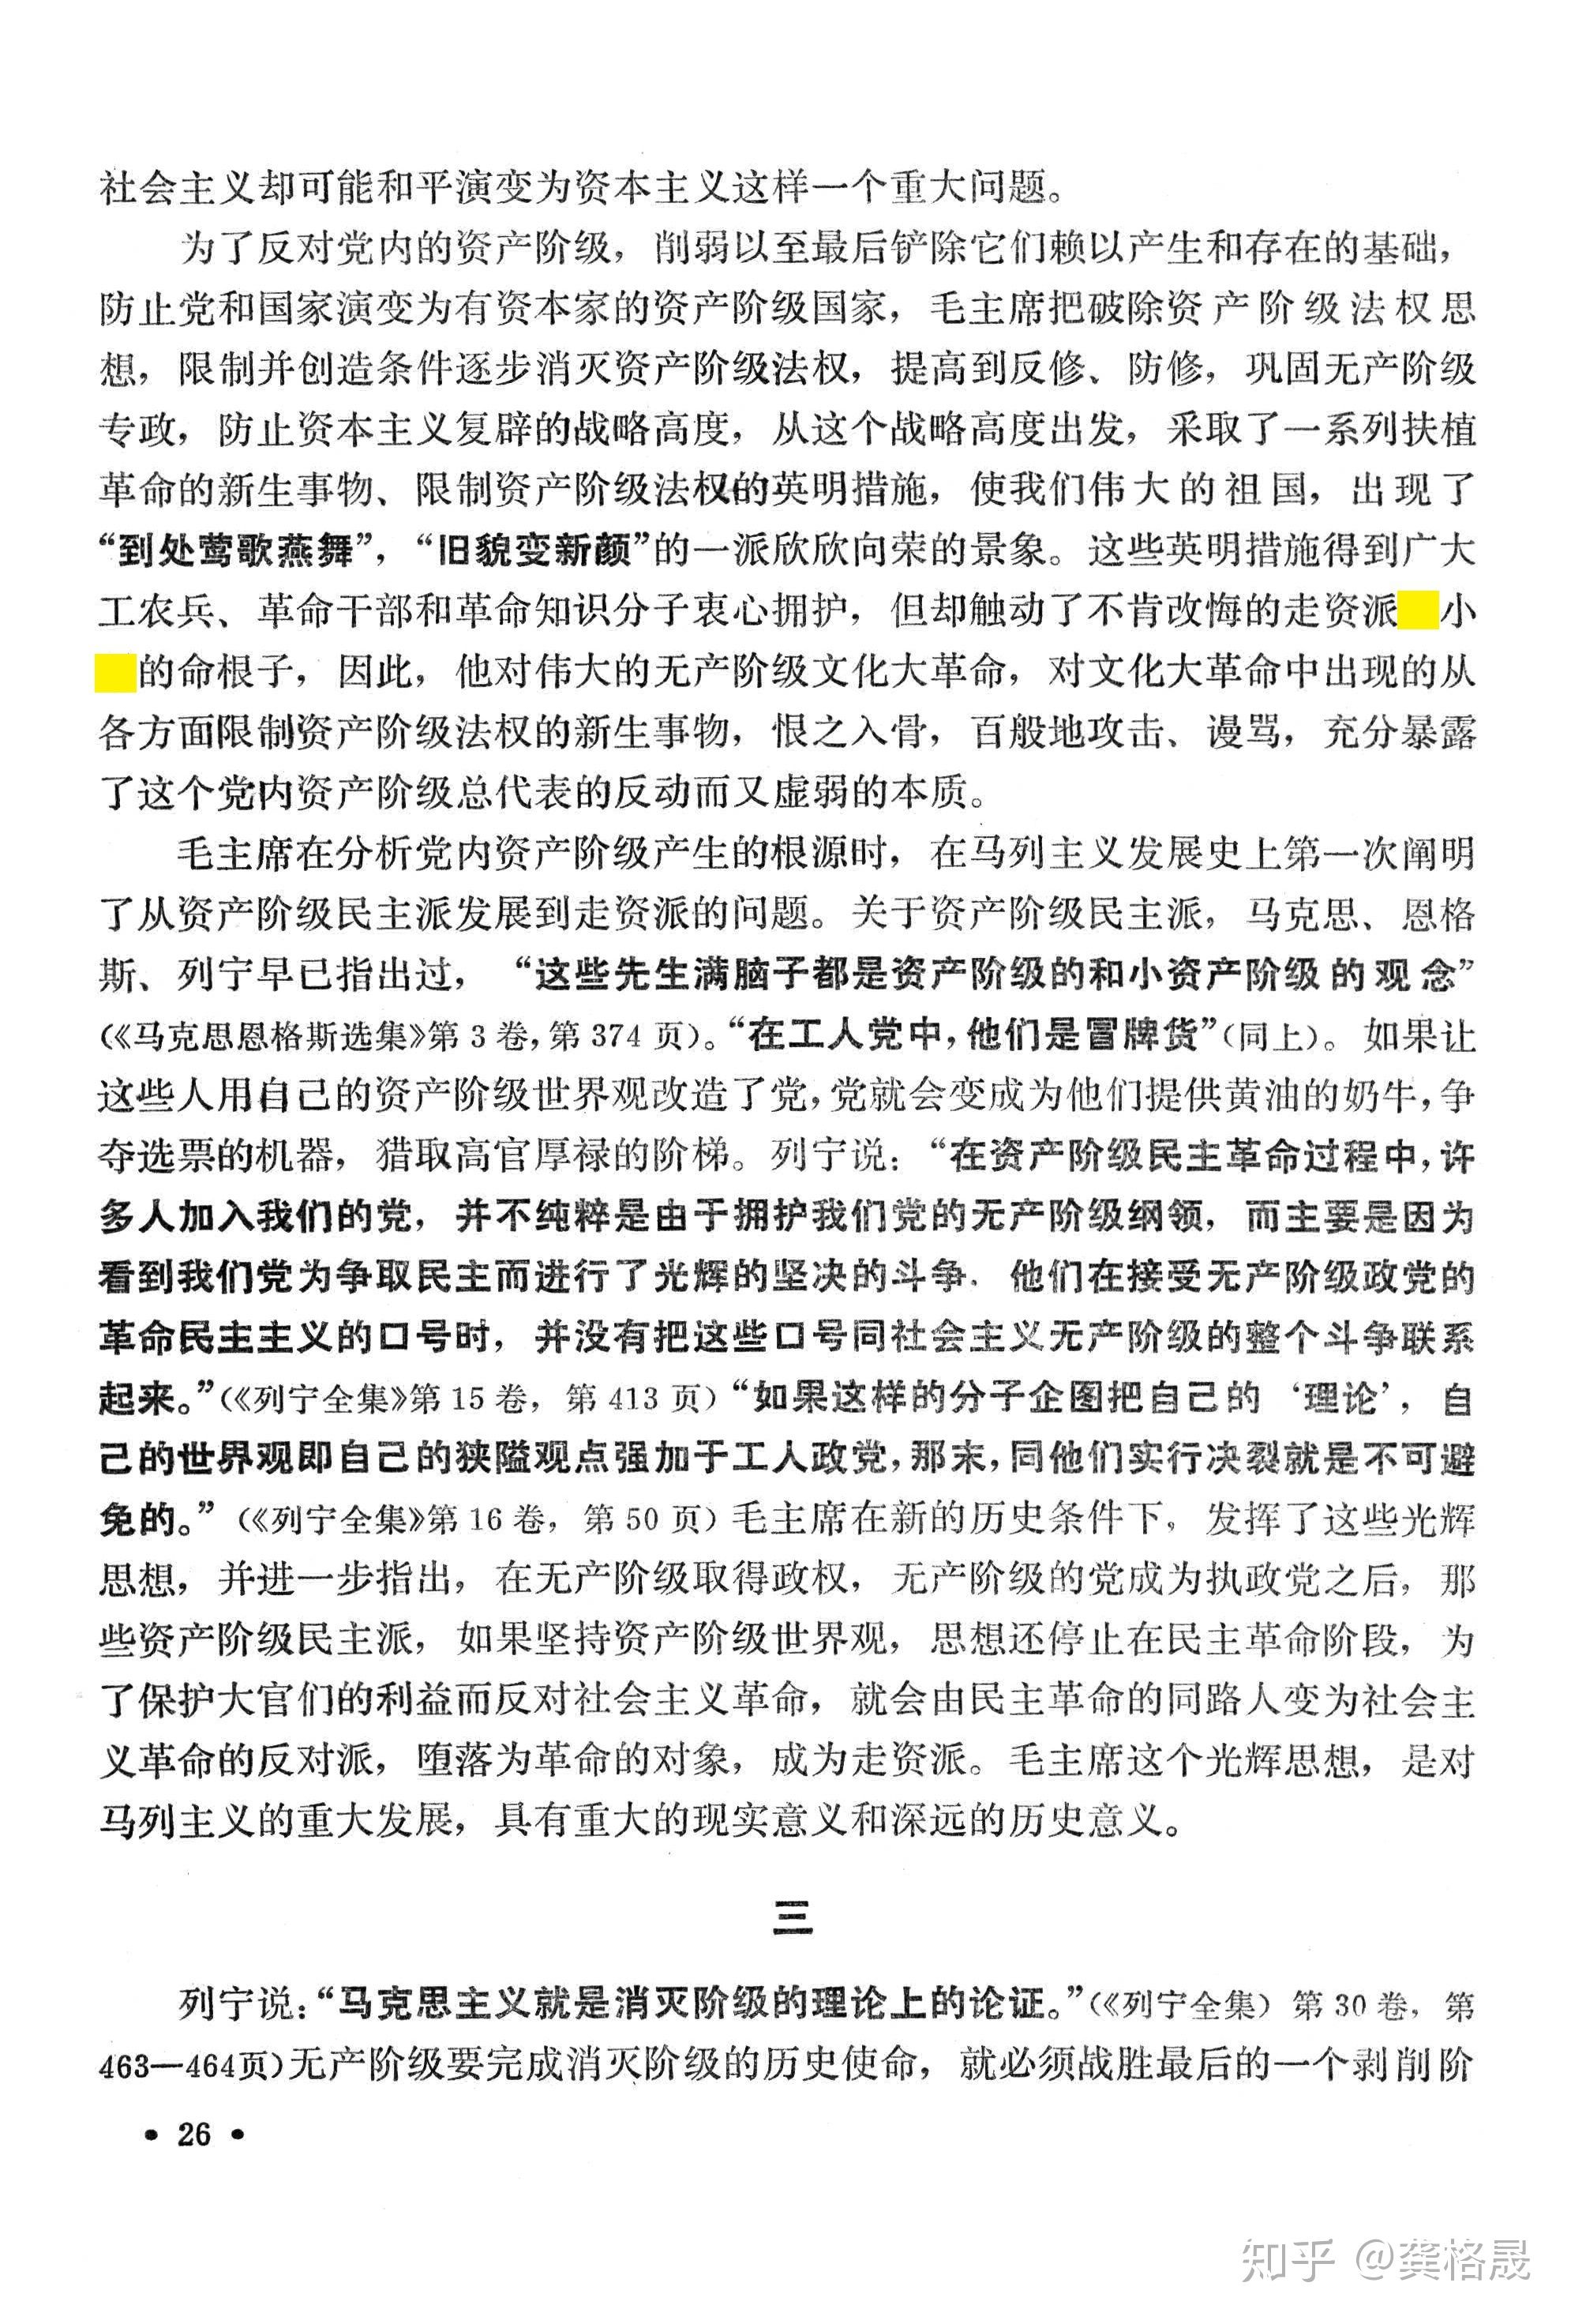 社会主义却可能和平演变为资本主义这样一个重大问题。
为了反对党内的资产阶级，削弱以至最后铲除它们赖以产生和存在的基础，
防止党和国家演变为有资本家的资产阶级国家，毛主席把破除资产阶级法权思
想，限制并创造条件逐步消灭资产阶级法权，提高到反修、防修，巩固无产阶级
专政，防止资本主义复辟的战略高度，从这个战略高度出发，采取了一系列扶植
革命的新生事物、限制资产阶级法权的英明措施，使我们伟大的祖国，出现了
“到处莺歌燕舞”，“旧貌变新颜”的一派欣欣向荣的景象。这些英明措施得到广大
工农兵、革命干部和革命知识分子衷心拥护，但却触动了不肯改悔的走资派小
的命根子，因此，他对伟大的无产阶级文化大革命，对文化大革命中出现的从
各方面限制资产阶级法权的新生事物，恨之入骨，百般地攻击、谩骂，充分暴露
了这个党内资产阶级总代表的反动而又虚弱的本质。
毛主席在分析党内资产阶级产生的根源时，在马列主义发展史上第一次阐明
了从资产阶级民主派发展到走资派的问题。关于资产阶级民主派，马克思、恩格
斯、列宁早已指出过，“这些先生满脑子都是资产阶级的和小资产阶级的观念”
（《马克思恩格斯选集》第3卷，第374页）。“在工人党中，他们是冒牌货”（同上）。如果让
这些人用自己的资产阶级世界观改造了党，党就会变成为他们提供黄油的奶牛，争
夺选票的机器，猎取高官厚禄的阶梯。列宁说：“在资产阶级民主革命过程中，许
多人加入我们的党，并不纯粹是由于拥护我们党的无产阶级纲领，而主要是因为
看到我们党为争取民主而进行了光辉的坚决的斗争，他们在接受无产阶级政党的
革命民主主义的口号时，并没有把这些口号同社会主义无产阶级的整个斗争联系
起来。”（《列宁全集》第15卷，第413页）“如果这样的分子企图把自己的‘理论’，自
己的世界观即自己的狭隘观点强加于工人政党，那末，同他们实行决裂就是不可避
免的。”（《列宁全集》第16卷，第50页）毛主席在新的历史条件下，发挥了这些光辉
思想，并进一步指出，在无产阶级取得政权，无产阶级的党成为执政党之后，那
些资产阶级民主派，如果坚持资产阶级世界观，思想还停止在民主革命阶段，为
了保护大官们的利益而反对社会主义革命，就会由民主革命的同路人变为社会主
义革命的反对派，堕落为革命的对象，成为走资派。毛主席这个光辉思想，是对
马列主义的重大发展，具有重大的现实意义和深远的历史意义。
三
列宁说：“马克思主义就是消灭阶级的理论上的论证。”（《列宁全集）第30卷，第
463—464页）无产阶级要完成消灭阶级的历史使命，就必须战胜最后的一个剥削阶
• 26 •
知乎 @龚格晟